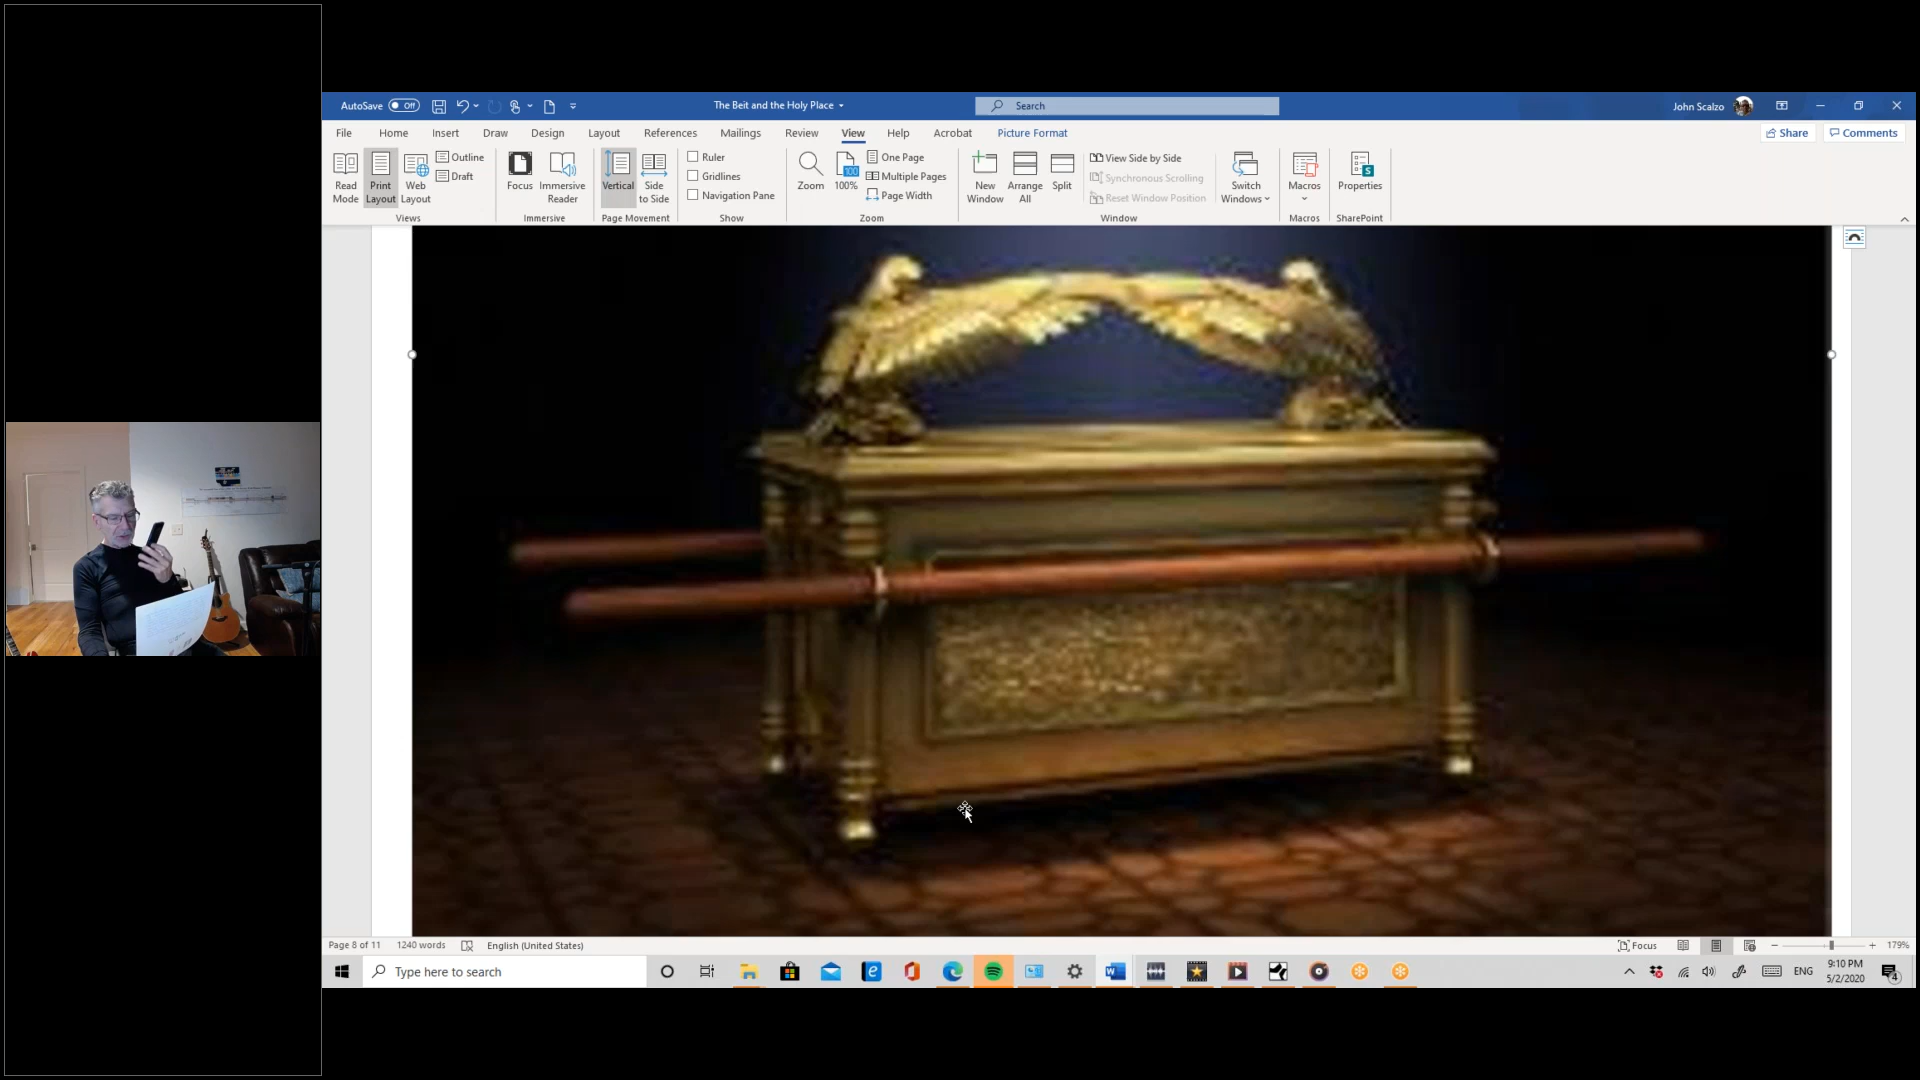 AutoSave Off The Beit and the Holy Place Search John Scalzo
File Home Insert Draw Design Layout References Mailings Review View Help Acrobat Picture Format Share Comments
Read Mode
Print Layout
Web Layout
Outline
Draft
Views
Focus
Immersive Reader
Immersive
Vertical
Side to Side
Page Movement
Ruler
Gridlines
Navigation Pane
Show
Zoom
100
100%
One Page
Multiple Pages
Page Width
Zoom
New Window
Arrange All
Split
View Side by Side
Synchronous Scrolling
Reset Window Position
Window
Switch Windows
Macros
Macros
Properties
SharePoint
Page 8 of 11 1240 words English (United States) Focus 179%
Type here to search ENG 9:10 PM
5/2/2020
4